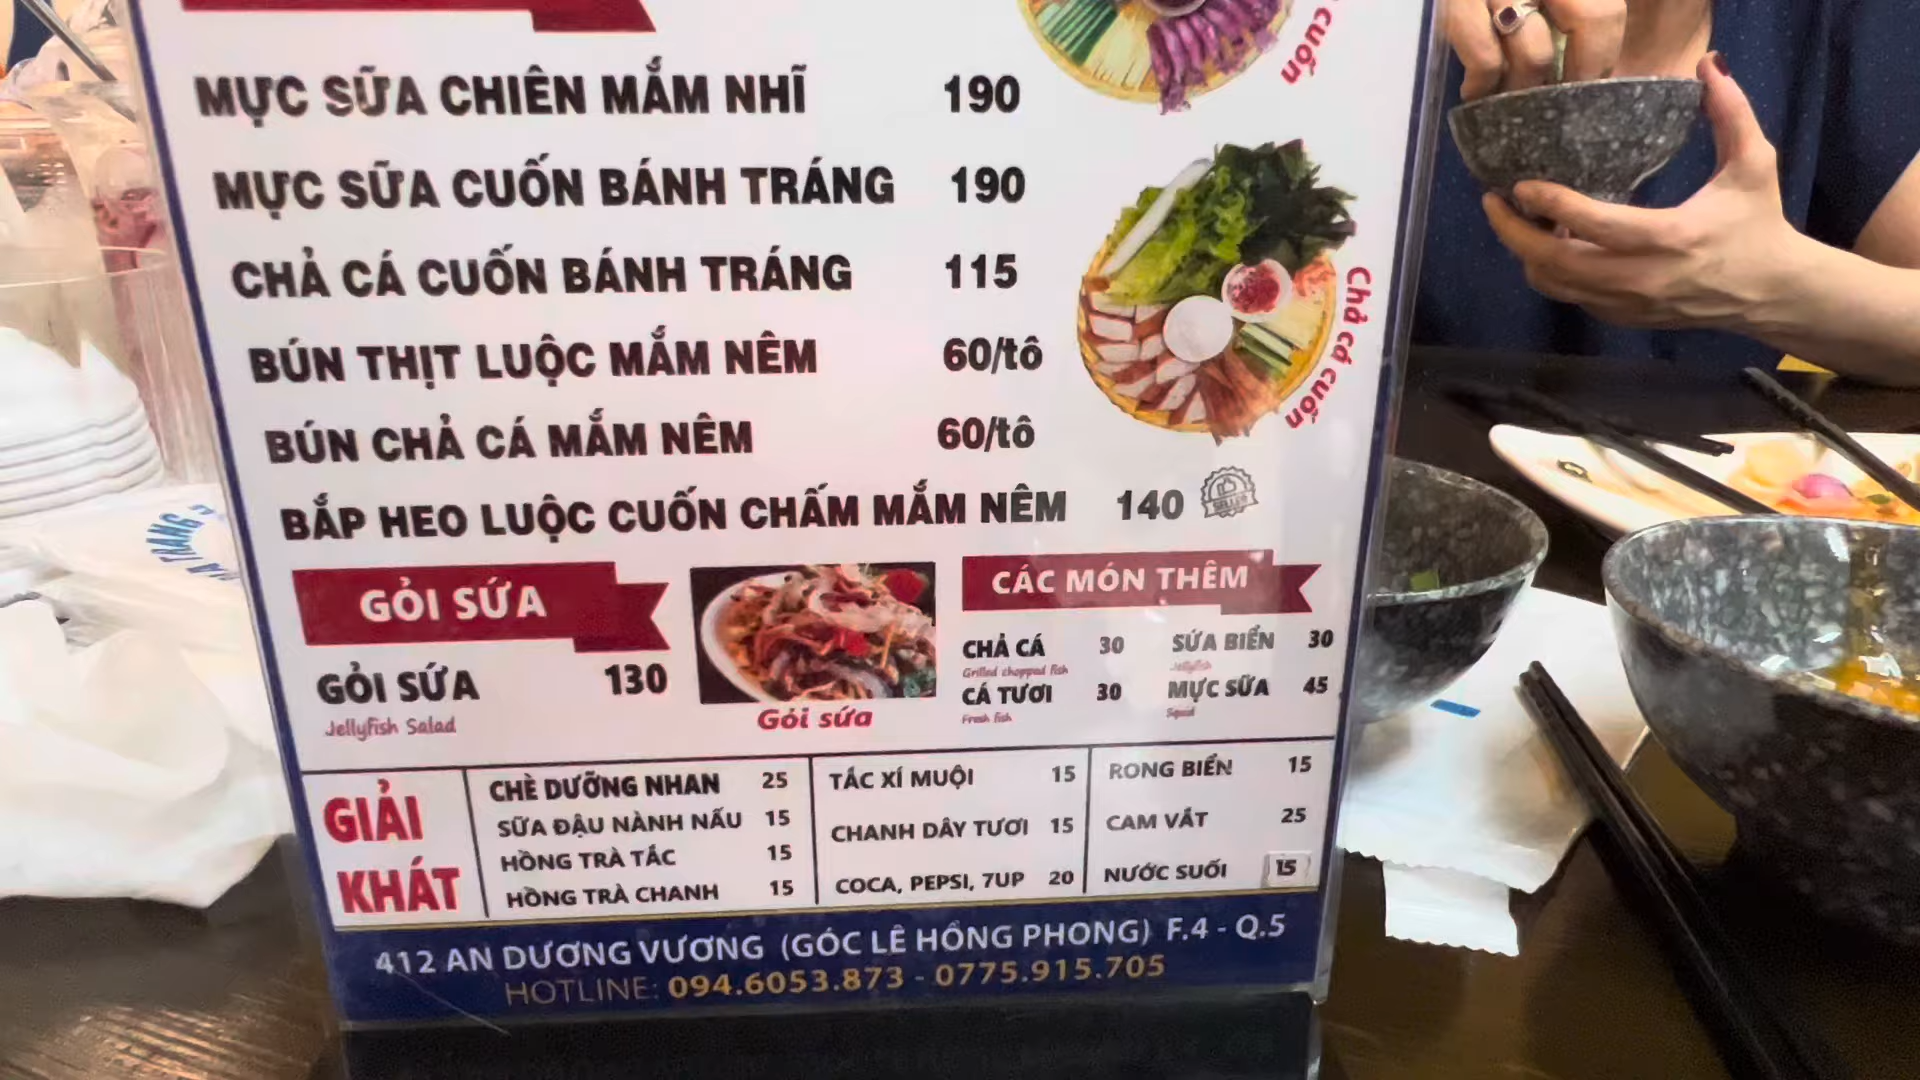 cuốn
MỰC SỮA CHIÊN MẮM NHĨ 190
MỰC SỮA CUỐN BÁNH TRÁNG 190
CHẢ CÁ CUỐN BÁNH TRÁNG 115
BÚN THỊT LUỘC MẮM NÊM 60/tô
Chả cá cuốn
BÚN CHẢ CÁ MẮM NÊM 60/tô
BẮP HEO LUỘC CUỐN CHẤM MẮM NÊM 140
SELLER
GỎI SỨA
GỎI SỨA 130
Jellyfish Salad
Gỏi sứa
CÁC MÓN THÊM
CHẢ CÁ 30 SỨA BIỂN 30
Grilled chopped fish Jellyfish
CÁ TƯƠI 30 MỰC SỮA 45
Fresh fish Squid
GIẢI KHÁT
CHÈ DƯỠNG NHAN 25
SỮA ĐẬU NÀNH NẤU 15
HỒNG TRÀ TẮC 15
HỒNG TRÀ CHANH 15
TẮC XÍ MUỘI 15
CHANH DÂY TƯƠI 15
COCA, PEPSI, 7UP 20
RONG BIỂN 15
CAM VẮT 25
NƯỚC SUỐI 15
412 AN DƯƠNG VƯƠNG (GÓC LÊ HỒNG PHONG) F.4 - Q.5
HOTLINE: 094.6053.873 - 0775.915.705
TRANG